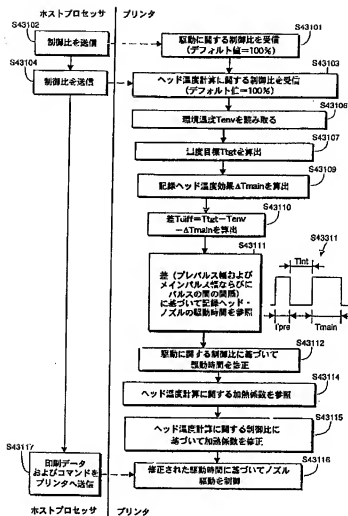 ホストプロセッサ
プリンタ
S43102
制御比を送信
S43101
駆動に関する制御比を受信
(デフォルト値=100%)
S43104
制御比を送信
S43103
ヘッド温度計算に関する制御比を受信
(デフォルト値=100%)
S43106
環境温度Tenvを読み取る
S43107
温度目標Ttgtを算出
S43109
記録ヘッド温度効果ΔTmainを算出
S43110
差Tdiff=Ttgt-Tenv
-ΔTmainを算出
S43111
差(プレパルス幅および
メインパルス幅ならびに
パルスの間の間隔)
に基づいて記録ヘッド・
ノズルの駆動時間を参照
S43311
Tint
Tpre
Tmain
S43112
駆動に関する制御比に基づいて
駆動時間を修正
S43114
ヘッド温度計算に関する加熱係数を参照
S43115
ヘッド温度計算に関する制御比に
基づいて加熱係数を修正
S43117
印刷データ
およびコマンドを
プリンタへ送信
S43116
修正された駆動時間に基づいてノズル
駆動を制御
ホストプロセッサ
プリンタ